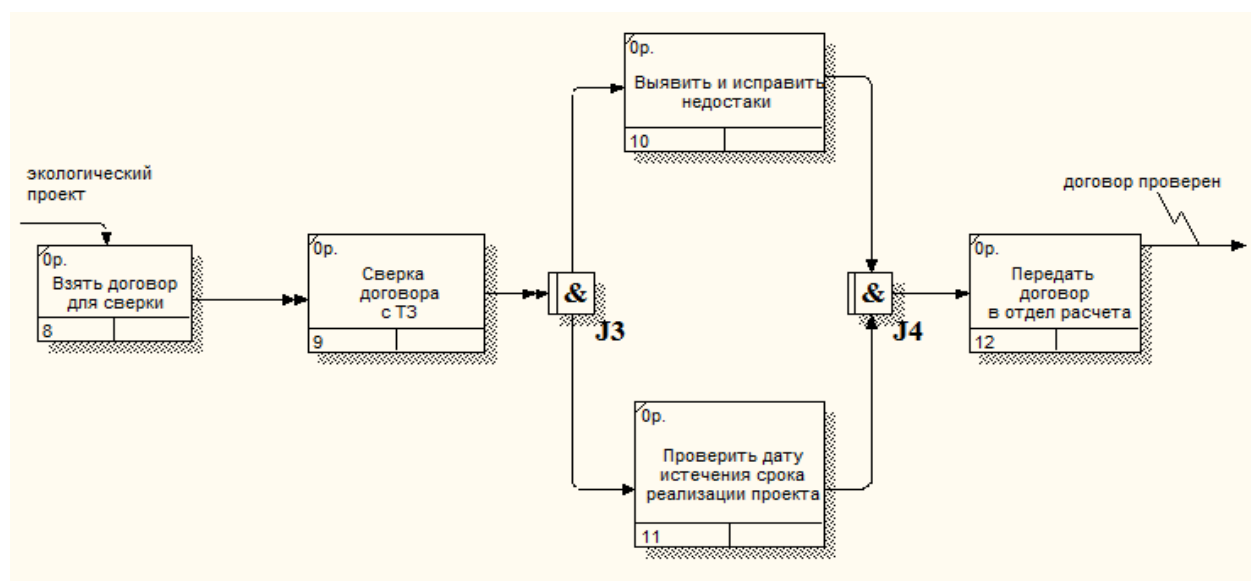 экологический
проект
0р.
Взять договор
для сверки
8
0р.
Сверка
договора
с ТЗ
9
&
J3
0р.
Выявить и исправить
недостаки
10
0р.
Проверить дату
истечения срока
реализации проекта
11
&
J4
0р.
Передать
договор
в отдел расчета
12
договор проверен